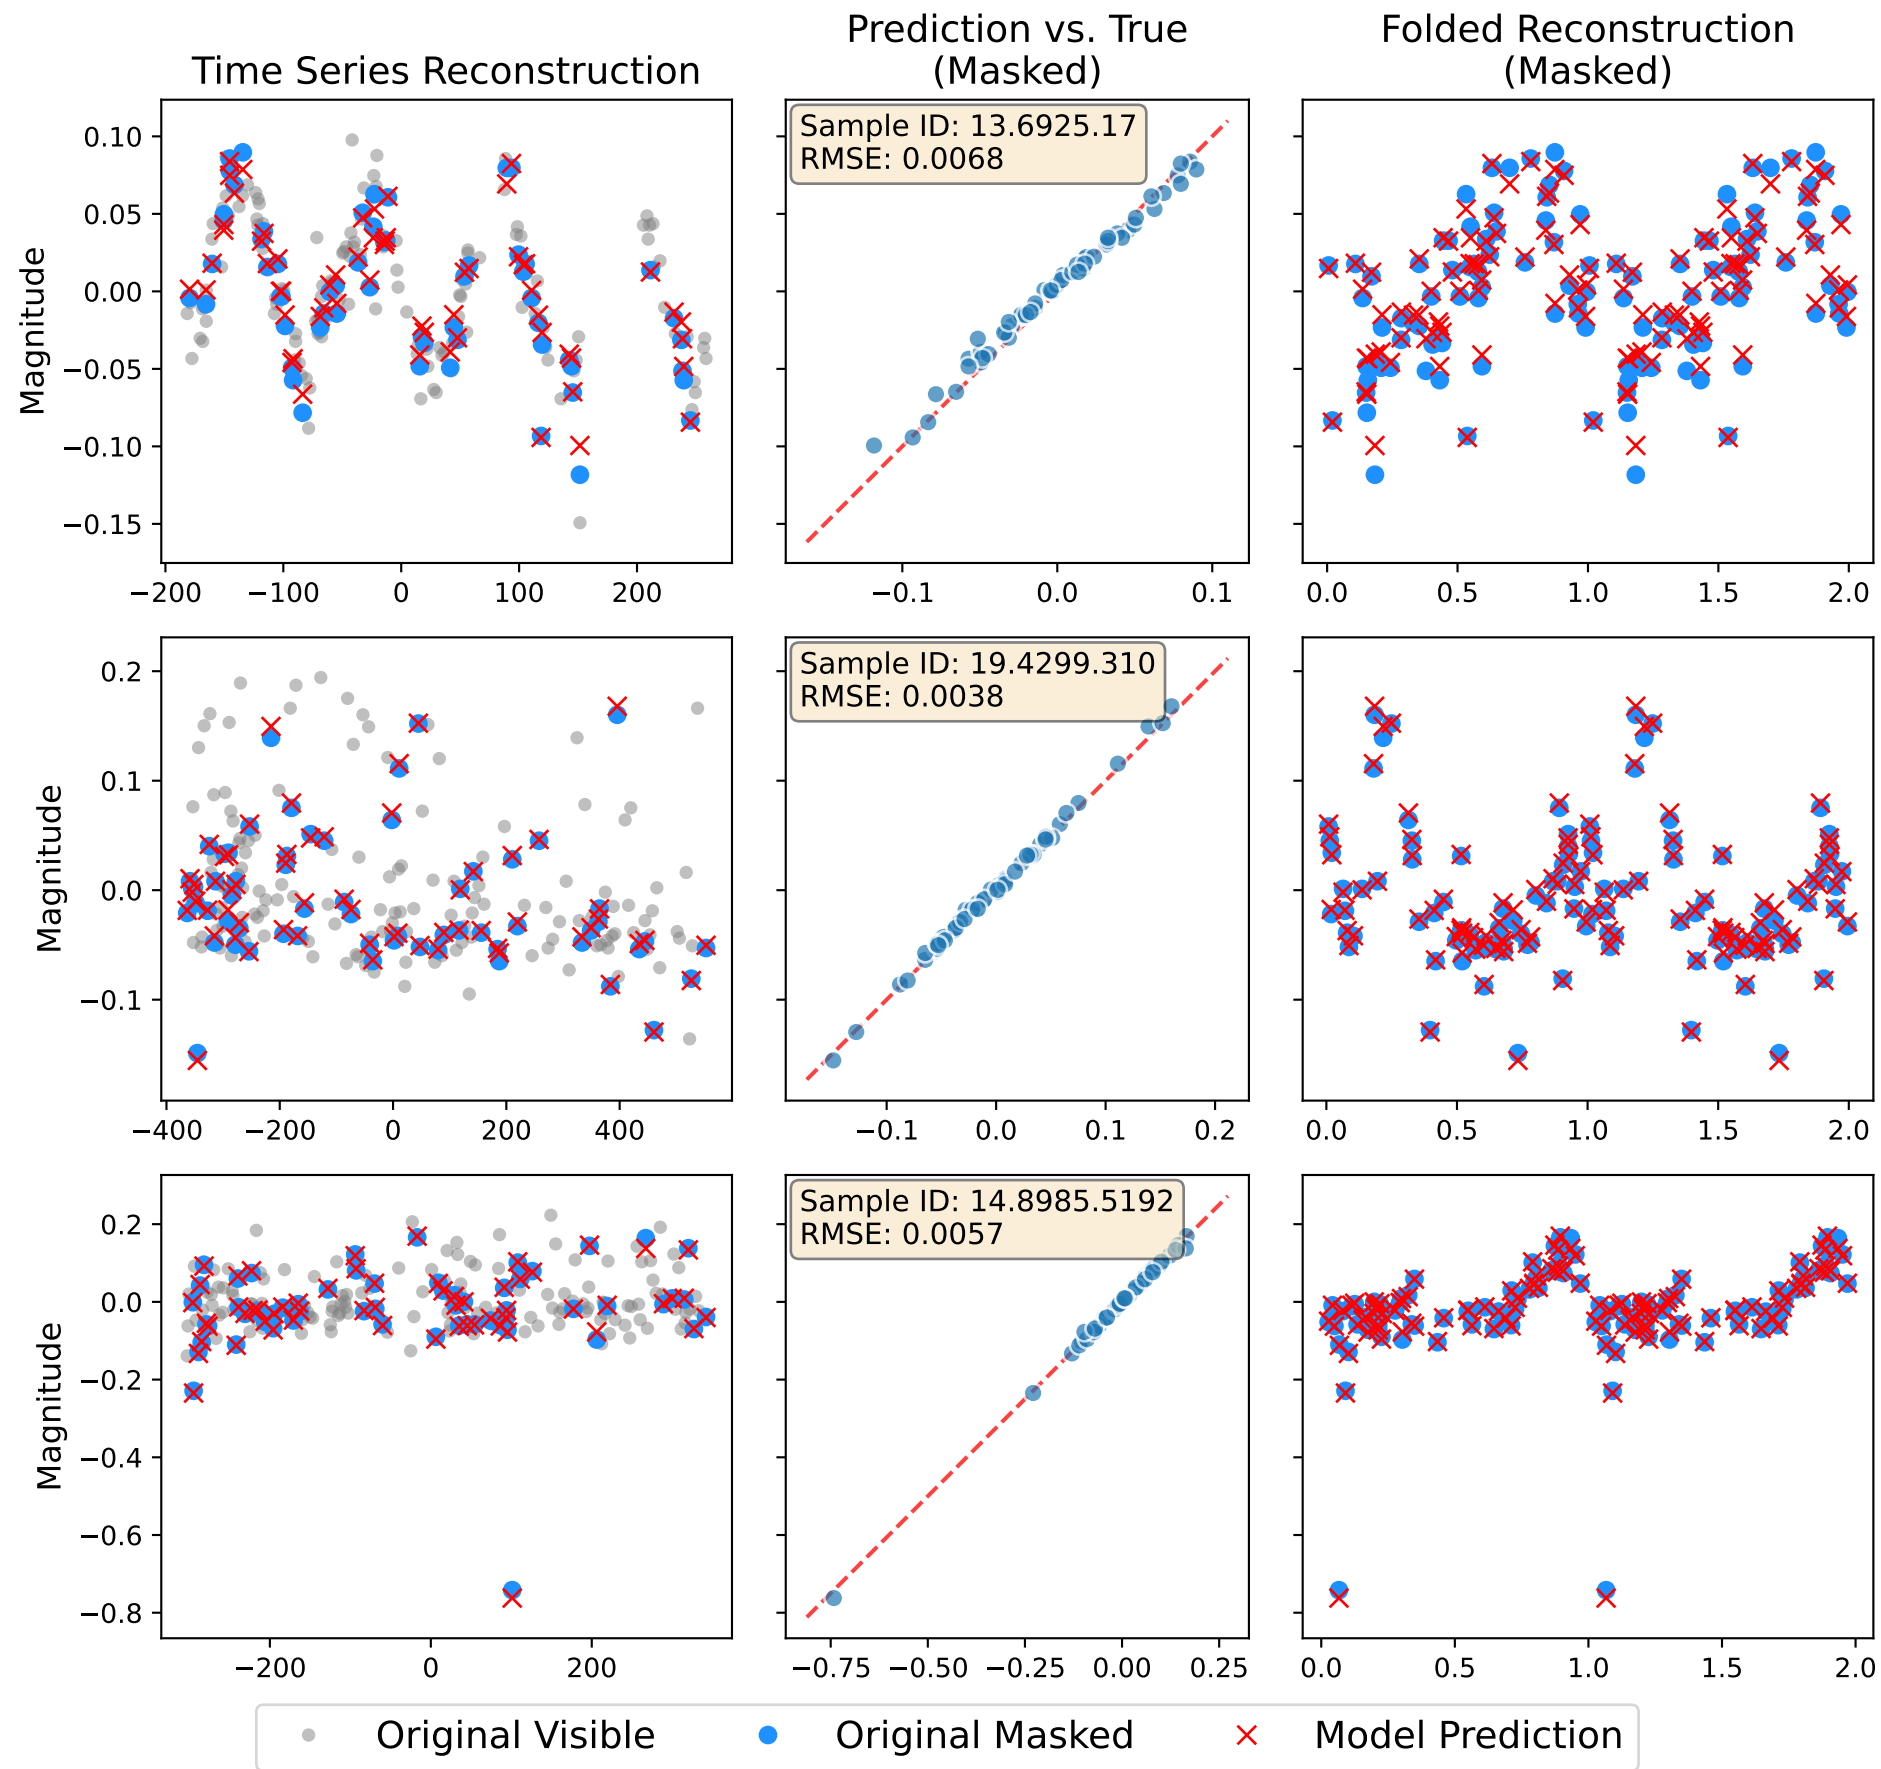 Time Series Reconstruction
Prediction vs. True
(Masked)
Folded Reconstruction
(Masked)
Magnitude
0.10
0.05
0.00
−0.05
−0.10
−0.15
−200 −100 0 100 200
Sample ID: 13.6925.17
RMSE: 0.0068
−0.1 0.0 0.1
0.0 0.5 1.0 1.5 2.0
Magnitude
0.2
0.1
0.0
−0.1
−400 −200 0 200 400
Sample ID: 19.4299.310
RMSE: 0.0038
−0.1 0.0 0.1 0.2
0.0 0.5 1.0 1.5 2.0
Magnitude
0.2
0.0
−0.2
−0.4
−0.6
−0.8
−200 0 200
Sample ID: 14.8985.5192
RMSE: 0.0057
−0.75 −0.50 −0.25 0.00 0.25
0.0 0.5 1.0 1.5 2.0
Original Visible Original Masked Model Prediction